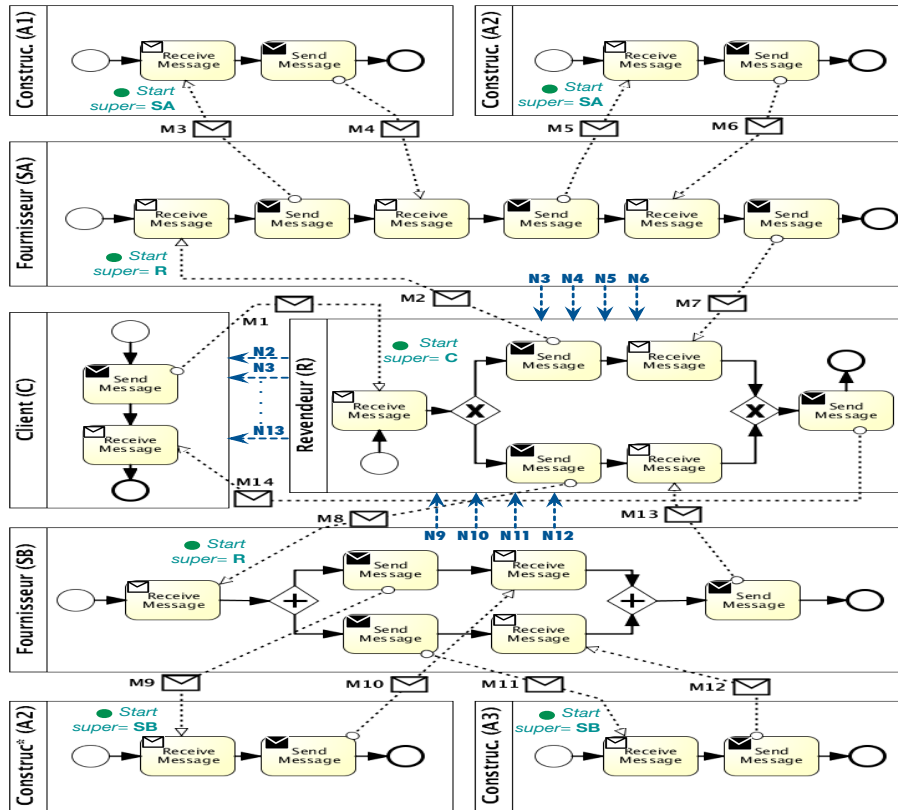 Construc. (A1)
Receive
Message
Send
Message
Start
super= SA
Construc. (A2)
Receive
Message
Send
Message
Start
super= SA
M3
M4
M5
M6
Fournisseur (SA)
Receive
Message
Send
Message
Receive
Message
Send
Message
Receive
Message
Send
Message
Start
super= R
M2
N3 N4 N5 N6
M7
Client (C)
M1
Send
Message
Receive
Message
N2
N3
N13
M14
Revendeur (R)
Start
super= C
Receive
Message
Send
Message
Receive
Message
Send
Message
Send
Message
Receive
Message
M8
N9 N10 N11 N12
M13
Fournisseur (SB)
Start
super= R
Receive
Message
Send
Message
Receive
Message
Send
Message
Receive
Message
Send
Message
M9
M10
M11
M12
Construc* (A2)
Start
super= SB
Receive
Message
Send
Message
Construc. (A3)
Start
super= SB
Receive
Message
Send
Message